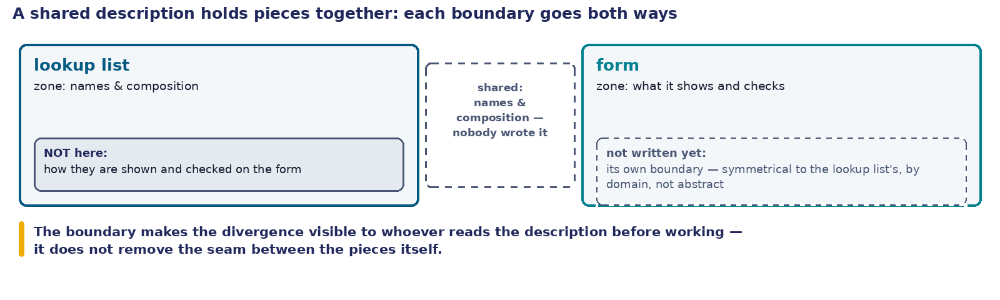 A shared description holds pieces together: each boundary goes both ways
lookup list
zone: names & composition
NOT here:
how they are shown and checked on the form
shared:
names &
composition —
nobody wrote it
form
zone: what it shows and checks
not written yet:
its own boundary — symmetrical to the lookup list's, by
domain, not abstract
The boundary makes the divergence visible to whoever reads the description before working —
it does not remove the seam between the pieces itself.